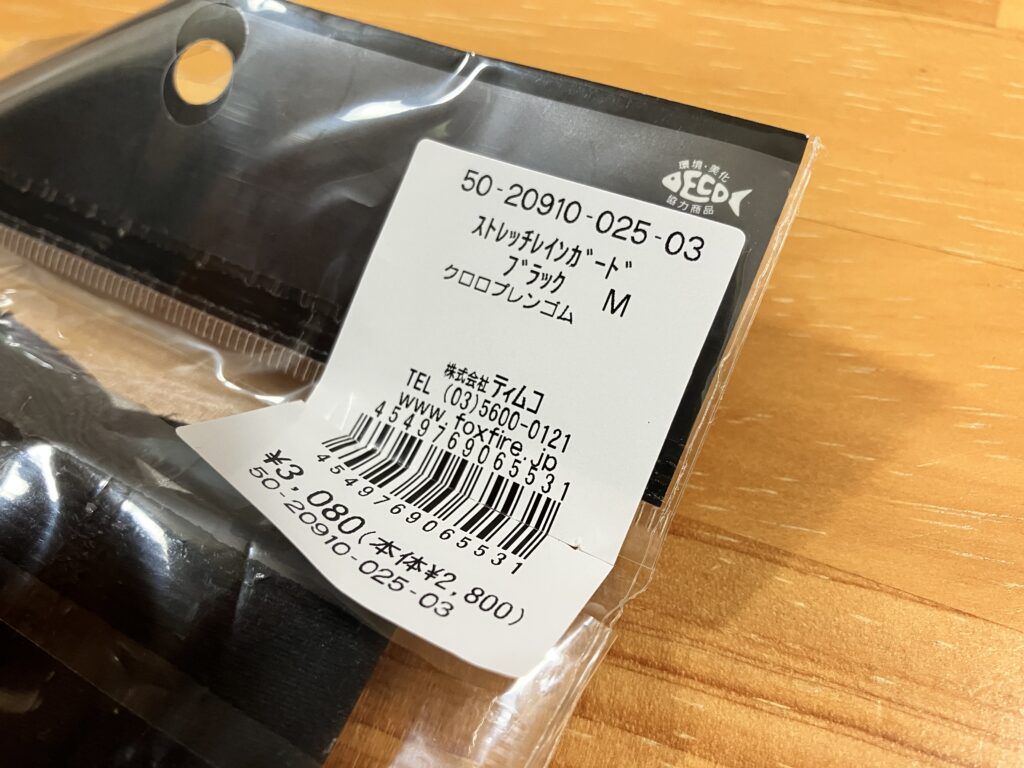 環境・美化
DECO
協力商品
50-20910-025-03
ｽﾄﾚｯﾁﾚｲﾝｶﾞｰﾄﾞ
ﾌﾞﾗｯｸ M
クロロプレンゴム
株式会社 ティムコ
TEL (03)5600-0121
www.foxfire.jp
4549769065531
4549769065531
¥3,080(本体¥2,800)
50-20910-025-03